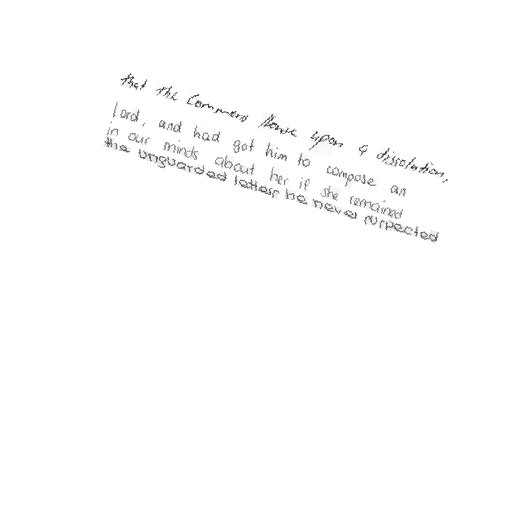 that the Commons House upon a dissolution,
lord, and had got him to compose an
in our minds about her if she remained
the unguarded letters he never expected